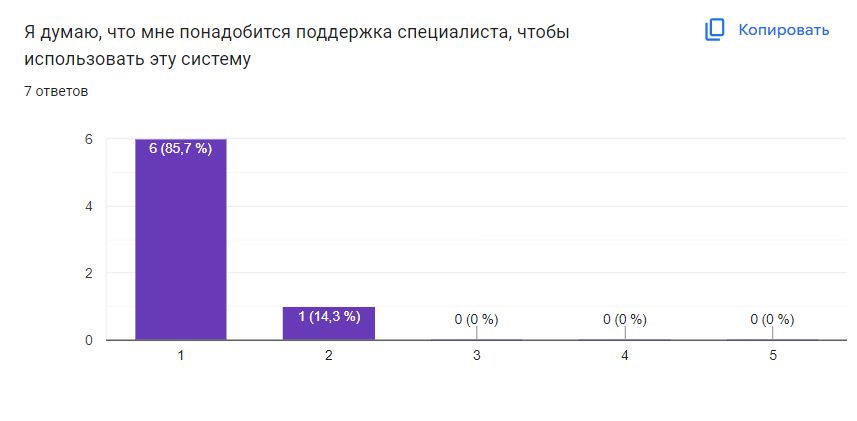 Я думаю, что мне понадобится поддержка специалиста, чтобы
использовать эту систему
Копировать
7 ответов
6
4
2
0
6 (85,7 %)
1 (14,3 %)
0 (0 %)
0 (0 %)
0 (0 %)
1
2
3
4
5